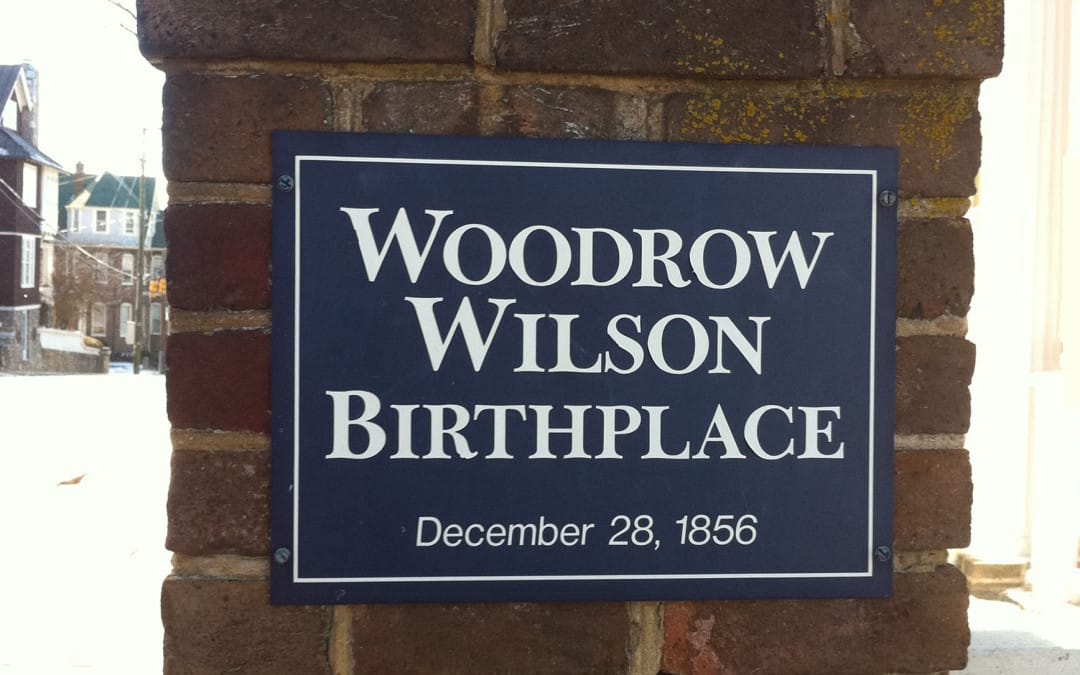 WOODROW
WILSON
BIRTHPLACE
December 28, 1856